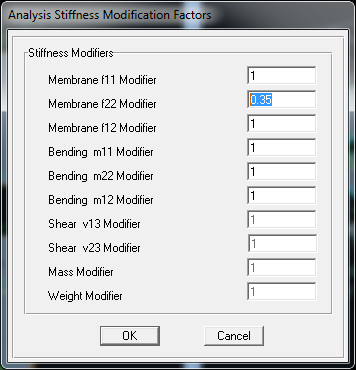 Analysis Stiffness Modification Factors
Stiffness Modifiers
Membrane f11 Modifier 1
Membrane f22 Modifier 0.35
Membrane f12 Modifier 1
Bending m11 Modifier 1
Bending m22 Modifier 1
Bending m12 Modifier 1
Shear v13 Modifier 1
Shear v23 Modifier 1
Mass Modifier 1
Weight Modifier 1
OK Cancel